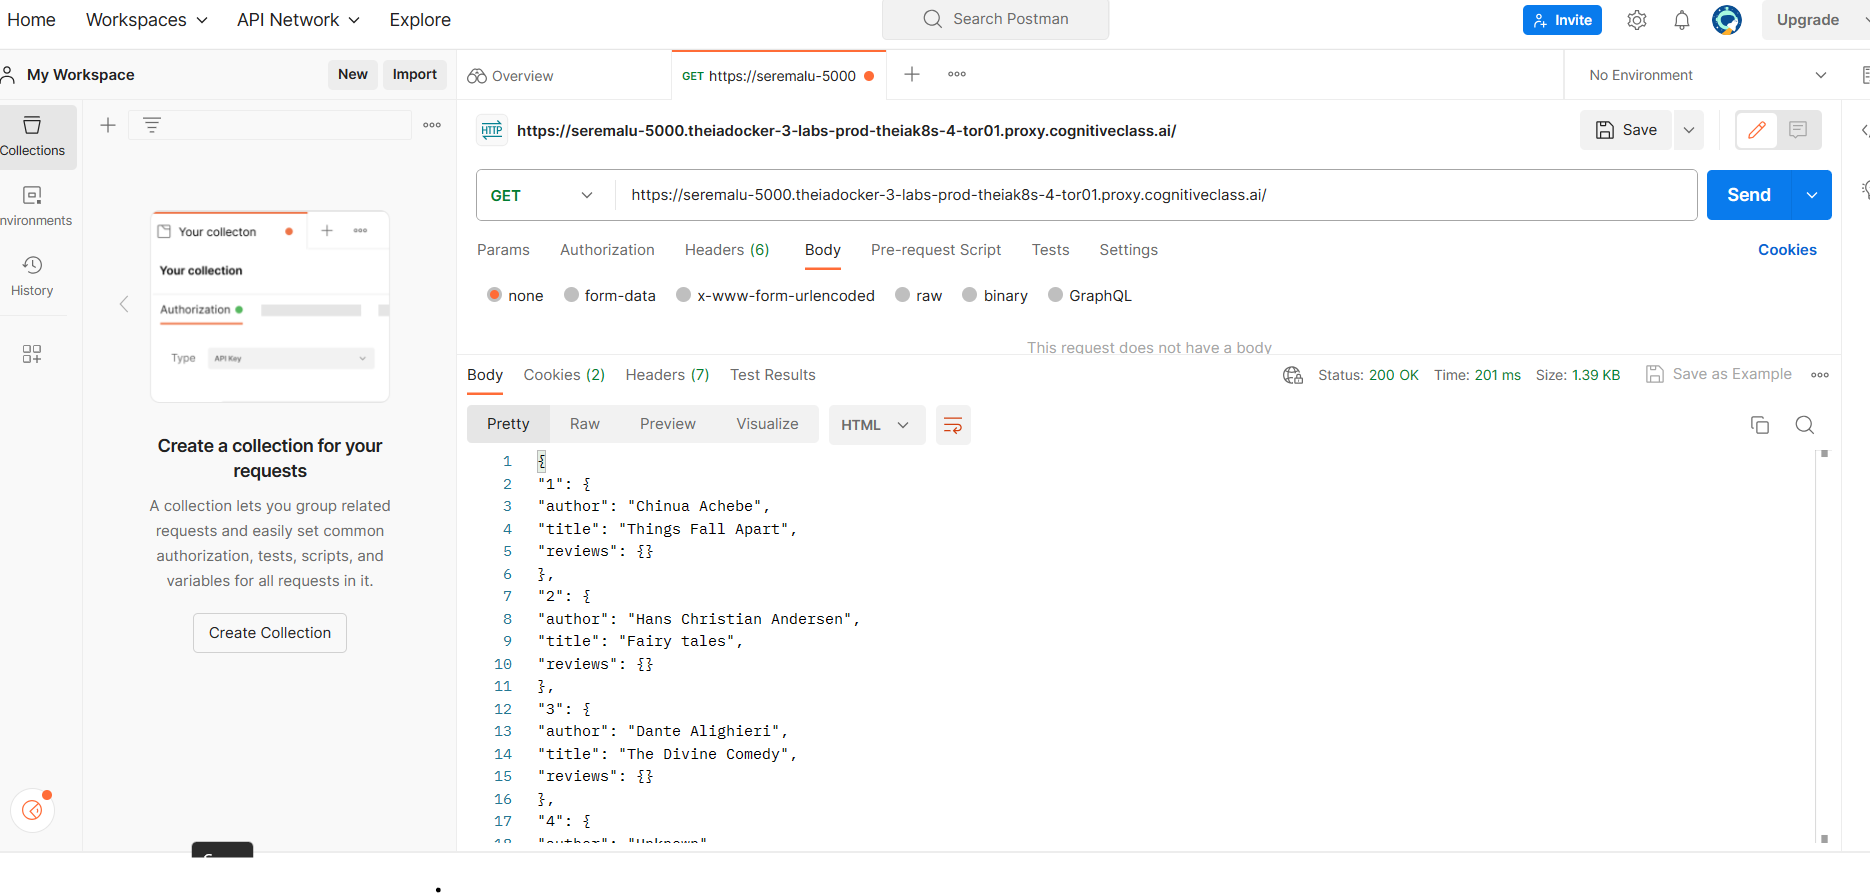 Home Workspaces API Network Explore Search Postman Invite Upgrade
My Workspace New Import Overview GET https://seremalu-5000 No Environment
Collections
nvironments
History
Your collecton
Your collection
Authorization
Type API Key
Create a collection for your
requests
A collection lets you group related
requests and easily set common
authorization, tests, scripts, and
variables for all requests in it.
Create Collection
HTTP https://seremalu-5000.theiadocker-3-labs-prod-theiak8s-4-tor01.proxy.cognitiveclass.ai/ Save
GET https://seremalu-5000.theiadocker-3-labs-prod-theiak8s-4-tor01.proxy.cognitiveclass.ai/ Send
Params Authorization Headers (6) Body Pre-request Script Tests Settings Cookies
none form-data x-www-form-urlencoded raw binary GraphQL
This request does not have a body
Body Cookies (2) Headers (7) Test Results Status: 200 OK Time: 201 ms Size: 1.39 KB Save as Example
Pretty Raw Preview Visualize HTML
1 {
2 "1": {
3 "author": "Chinua Achebe",
4 "title": "Things Fall Apart",
5 "reviews": {}
6 },
7 "2": {
8 "author": "Hans Christian Andersen",
9 "title": "Fairy tales",
10 "reviews": {}
11 },
12 "3": {
13 "author": "Dante Alighieri",
14 "title": "The Divine Comedy",
15 "reviews": {}
16 },
17 "4": {
18 "author": "Unknown"